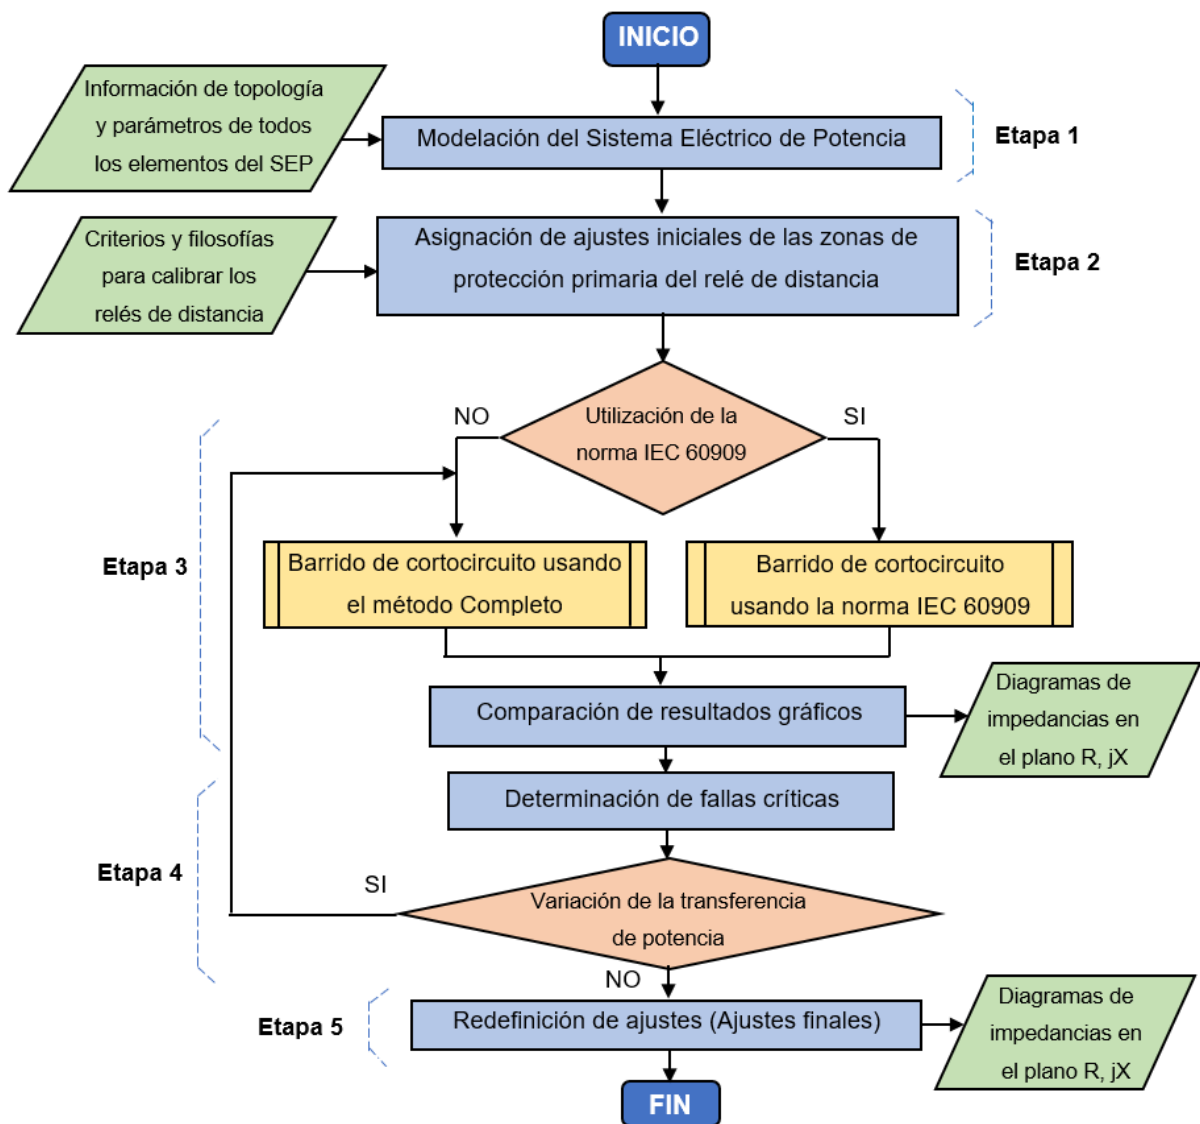 INICIO
Información de topología
y parámetros de todos
los elementos del SEP
Modelación del Sistema Eléctrico de Potencia
Etapa 1
Criterios y filosofías
para calibrar los
relés de distancia
Asignación de ajustes iniciales de las zonas de
protección primaria del relé de distancia
Etapa 2
NO
Utilización de la
norma IEC 60909
SI
Etapa 3
Barrido de cortocircuito usando
el método Completo
Barrido de cortocircuito
usando la norma IEC 60909
Comparación de resultados gráficos
Diagramas de
impedancias en
el plano R, jX
Determinación de fallas críticas
Etapa 4
SI
Variación de la transferencia
de potencia
NO
Etapa 5
Redefinición de ajustes (Ajustes finales)
Diagramas de
impedancias en
el plano R, jX
FIN